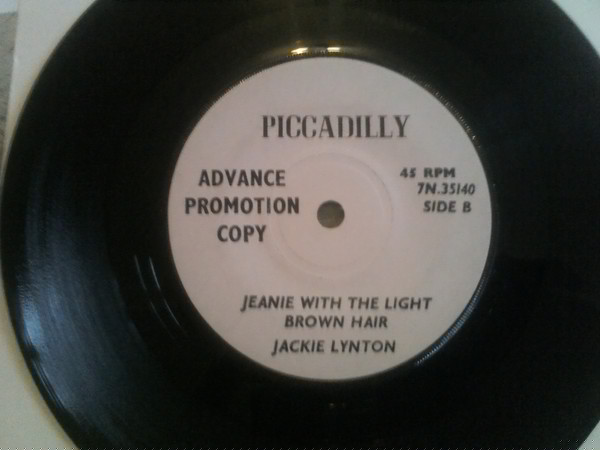 PICCADILLY
ADVANCE
PROMOTION
COPY
45 RPM
7N.35140
SIDE B
JEANIE WITH THE LIGHT
BROWN HAIR
JACKIE LYNTON